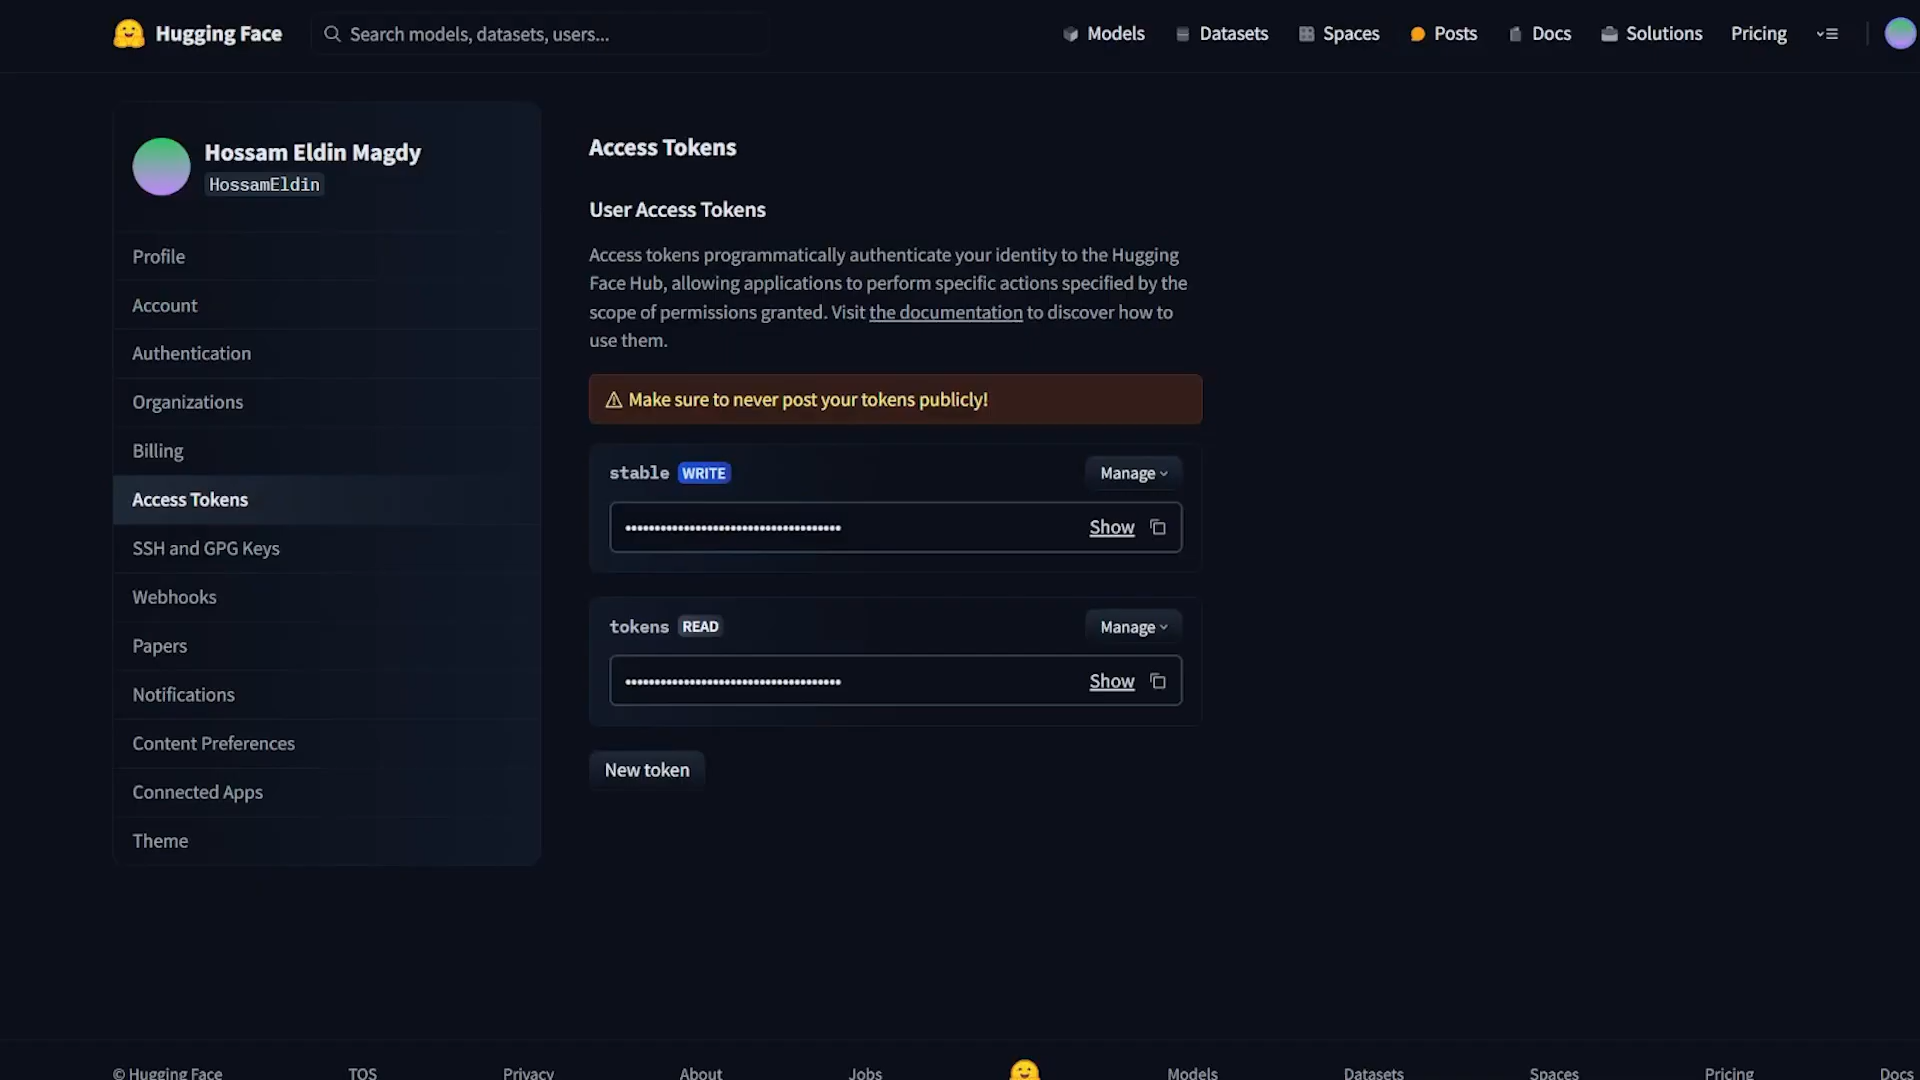 Hugging Face
Search models, datasets, users...
Models
Datasets
Spaces
Posts
Docs
Solutions
Pricing
Hossam Eldin Magdy
HossamEldin
Profile
Account
Authentication
Organizations
Billing
Access Tokens
SSH and GPG Keys
Webhooks
Papers
Notifications
Content Preferences
Connected Apps
Theme
Access Tokens
User Access Tokens
Access tokens programmatically authenticate your identity to the Hugging
Face Hub, allowing applications to perform specific actions specified by the
scope of permissions granted. Visit the documentation to discover how to
use them.
Make sure to never post your tokens publicly!
stable WRITE
Manage
••••••••••••••••••••••••••••••••••••• Show
tokens READ
Manage
••••••••••••••••••••••••••••••••••••• Show
New token
© Hugging Face
TOS
Privacy
About
Jobs
Models
Datasets
Spaces
Pricing
Docs